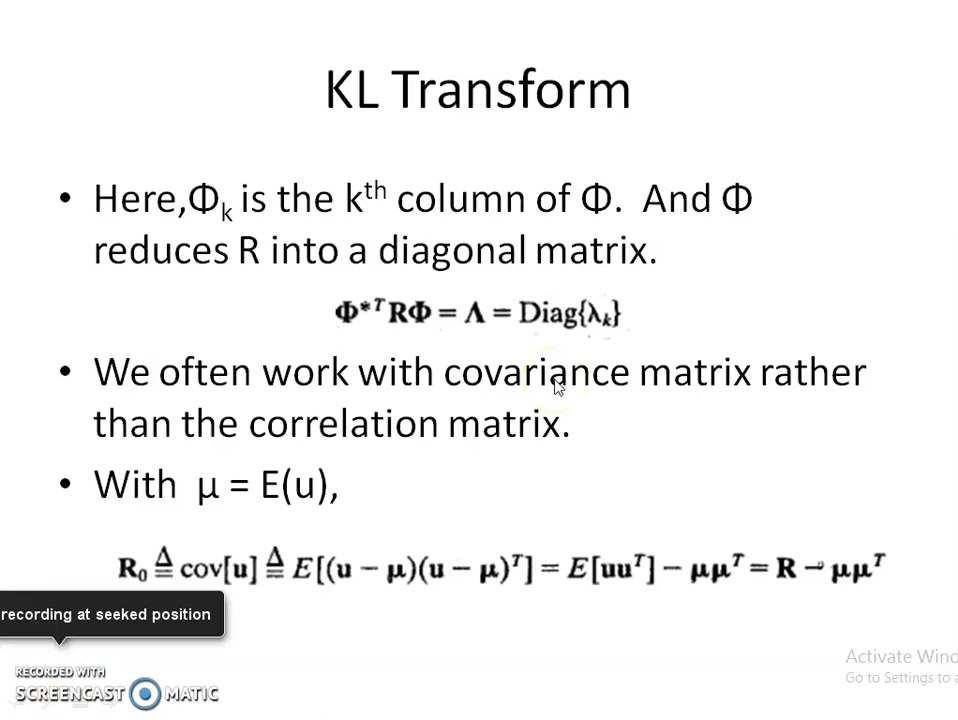 KL Transform
• Here,Φₖ is the kᵗʰ column of Φ. And Φ
reduces R into a diagonal matrix.
Φ*ᵀRΦ = Λ = Diag{λₖ}
• We often work with covariance matrix rather
than the correlation matrix.
• With μ = E(u),
R₀ ≜ cov[u] ≜ E[(u − μ)(u − μ)ᵀ] = E[uuᵀ] − μμᵀ = R − μμᵀ
recording at seeked position
RECORDED WITH
SCREENCAST MATIC
Activate Wind
Go to Settings to a